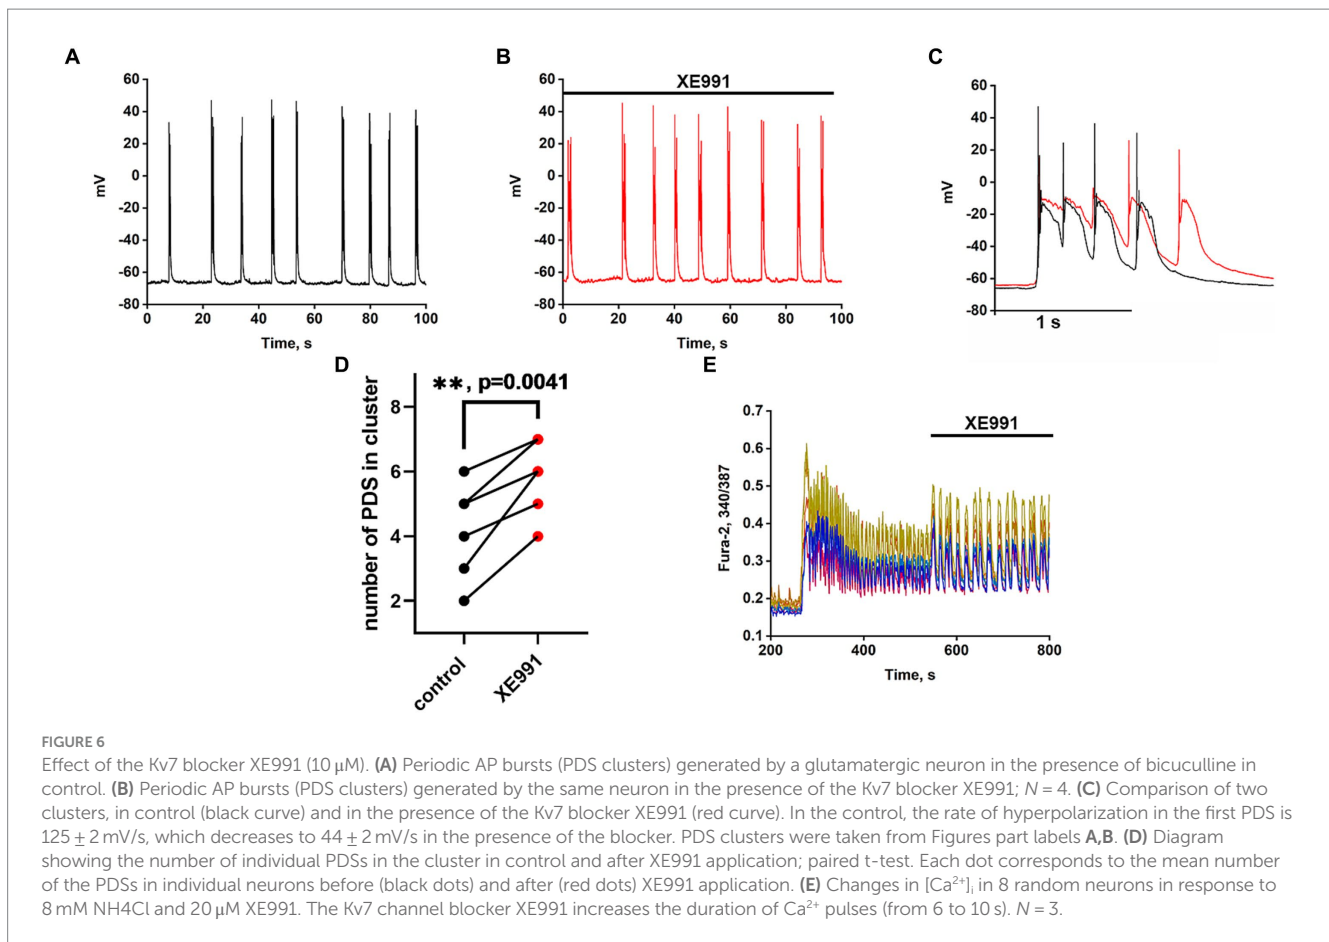 A
60
40
20
0
-20
-40
-60
-80
mV
0 20 40 60 80 100
Time, s
B
XE991
60
40
20
0
-20
-40
-60
-80
mV
0 20 40 60 80 100
Time, s
C
60
40
20
0
-20
-40
-60
-80
mV
1 s
D
**, p=0.0041
8
6
4
2
number of PDS in cluster
control
XE991
E
XE991
0.7
0.6
0.5
0.4
0.3
0.2
0.1
Fura-2, 340/387
200 400 600 800
Time, s
FIGURE 6
Effect of the Kv7 blocker XE991 (10 μM). (A) Periodic AP bursts (PDS clusters) generated by a glutamatergic neuron in the presence of bicuculline in
control. (B) Periodic AP bursts (PDS clusters) generated by the same neuron in the presence of the Kv7 blocker XE991; N = 4. (C) Comparison of two
clusters, in control (black curve) and in the presence of the Kv7 blocker XE991 (red curve). In the control, the rate of hyperpolarization in the first PDS is
125 ± 2 mV/s, which decreases to 44 ± 2 mV/s in the presence of the blocker. PDS clusters were taken from Figures part labels A,B. (D) Diagram
showing the number of individual PDSs in the cluster in control and after XE991 application; paired t-test. Each dot corresponds to the mean number
of the PDSs in individual neurons before (black dots) and after (red dots) XE991 application. (E) Changes in [Ca²⁺]ᵢ in 8 random neurons in response to
8 mM NH4Cl and 20 μM XE991. The Kv7 channel blocker XE991 increases the duration of Ca²⁺ pulses (from 6 to 10 s). N = 3.